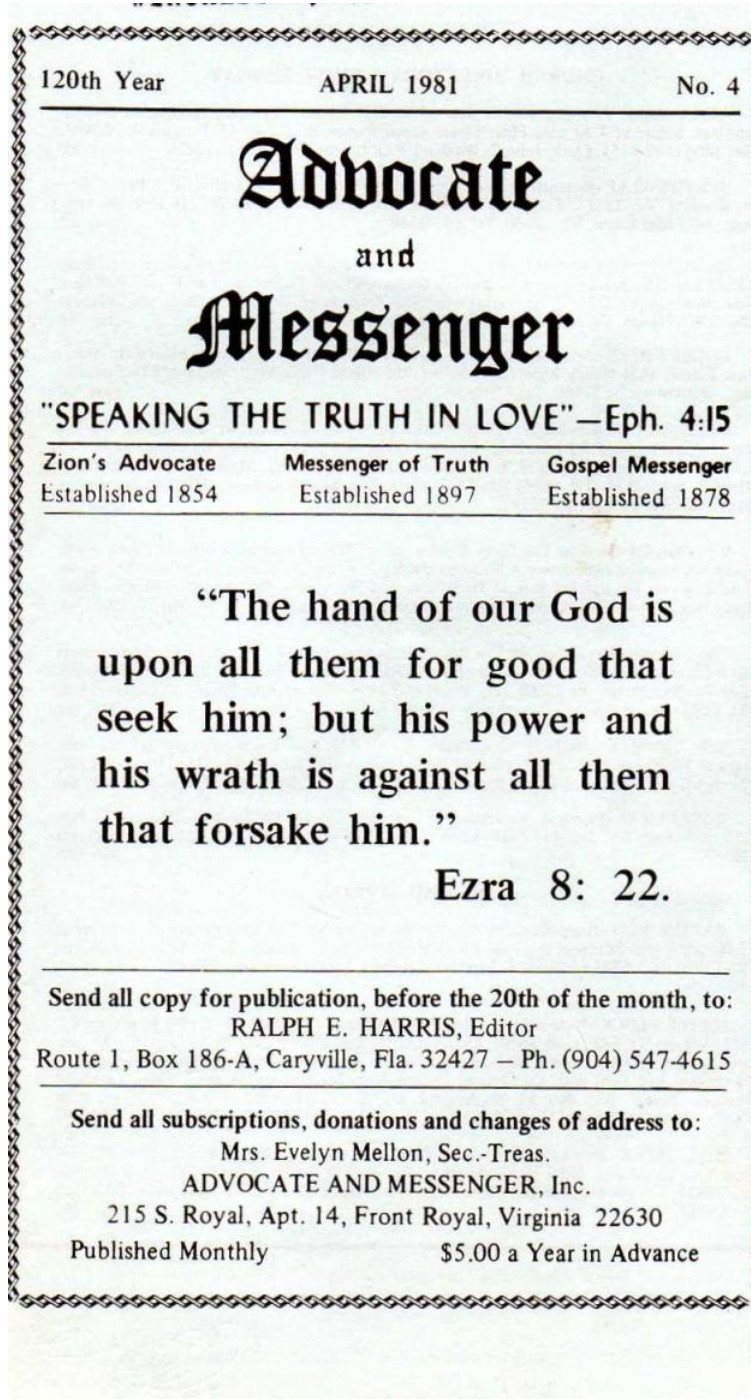 120th Year APRIL 1981 No. 4
Advocate
and
Messenger
"SPEAKING THE TRUTH IN LOVE"—Eph. 4:15
Zion's Advocate Messenger of Truth Gospel Messenger
Established 1854 Established 1897 Established 1878
“The hand of our God is
upon all them for good that
seek him; but his power and
his wrath is against all them
that forsake him.”
Ezra 8: 22.
Send all copy for publication, before the 20th of the month, to:
RALPH E. HARRIS, Editor
Route 1, Box 186-A, Caryville, Fla. 32427 — Ph. (904) 547-4615
Send all subscriptions, donations and changes of address to:
Mrs. Evelyn Mellon, Sec.-Treas.
ADVOCATE AND MESSENGER, Inc.
215 S. Royal, Apt. 14, Front Royal, Virginia 22630
Published Monthly $5.00 a Year in Advance